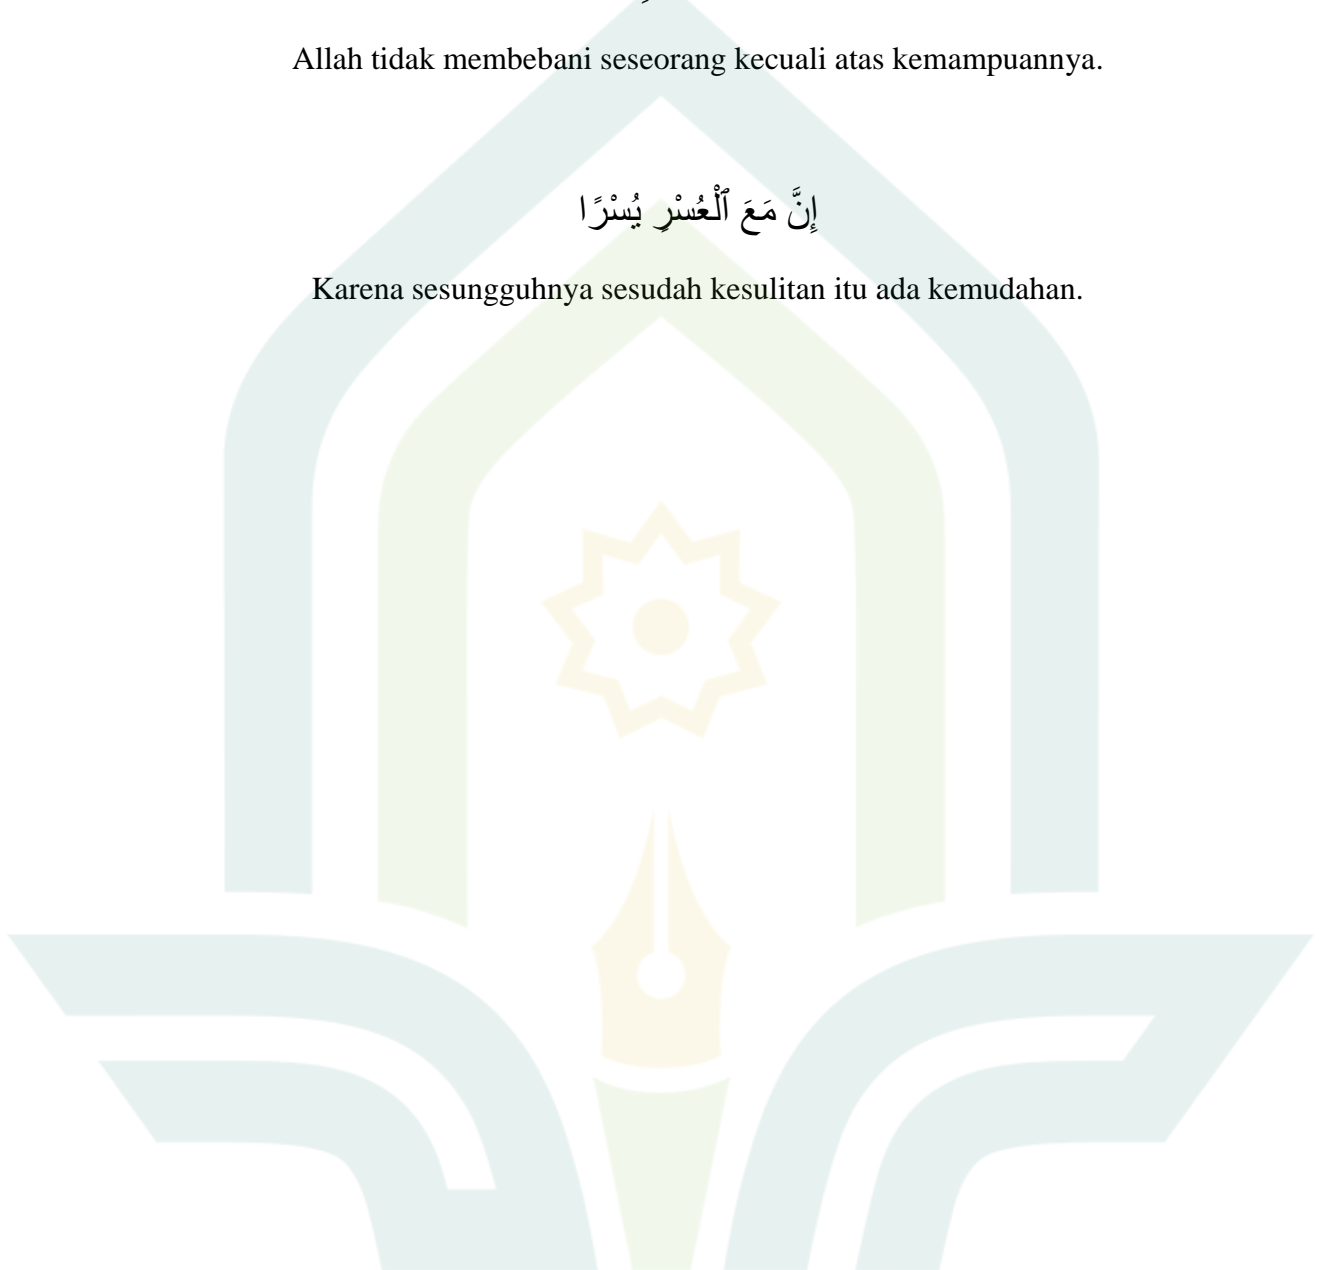 Allah tidak membebani seseorang kecuali atas kemampuannya.
إِنَّ مَعَ ٱلْعُسْرِ يُسْرًا
Karena sesungguhnya sesudah kesulitan itu ada kemudahan.